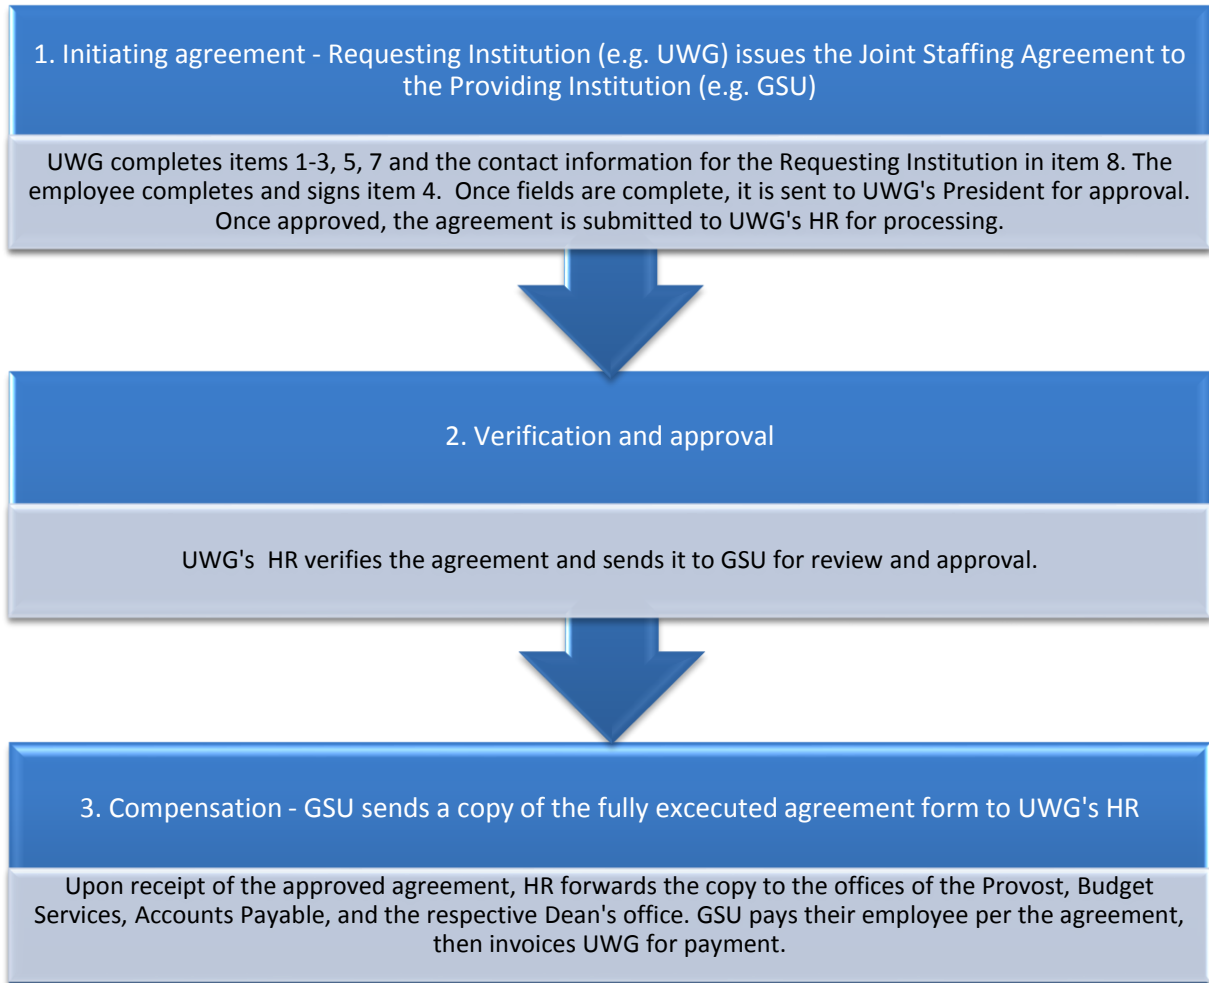 1. Initiating agreement - Requesting Institution (e.g. UWG) issues the Joint Staffing Agreement to
the Providing Institution (e.g. GSU)
UWG completes items 1-3, 5, 7 and the contact information for the Requesting Institution in item 8. The
employee completes and signs item 4.  Once fields are complete, it is sent to UWG's President for approval.
Once approved, the agreement is submitted to UWG's HR for processing.
2. Verification and approval
UWG's  HR verifies the agreement and sends it to GSU for review and approval.
3. Compensation - GSU sends a copy of the fully excecuted agreement form to UWG's HR
Upon receipt of the approved agreement, HR forwards the copy to the offices of the Provost, Budget
Services, Accounts Payable, and the respective Dean's office. GSU pays their employee per the agreement,
then invoices UWG for payment.